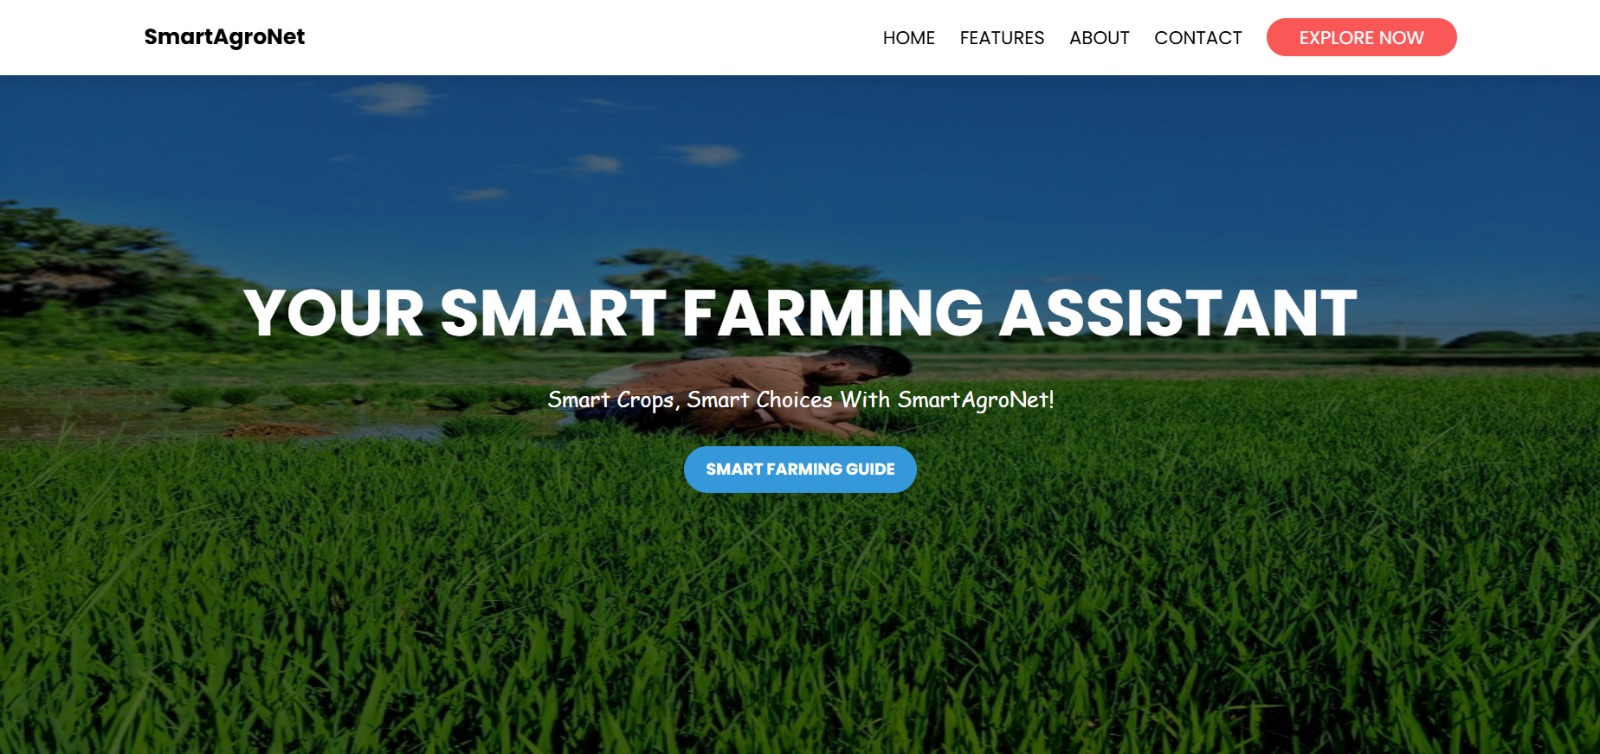 SmartAgroNet
HOME FEATURES ABOUT CONTACT EXPLORE NOW
YOUR SMART FARMING ASSISTANT
Smart Crops, Smart Choices With SmartAgroNet!
SMART FARMING GUIDE